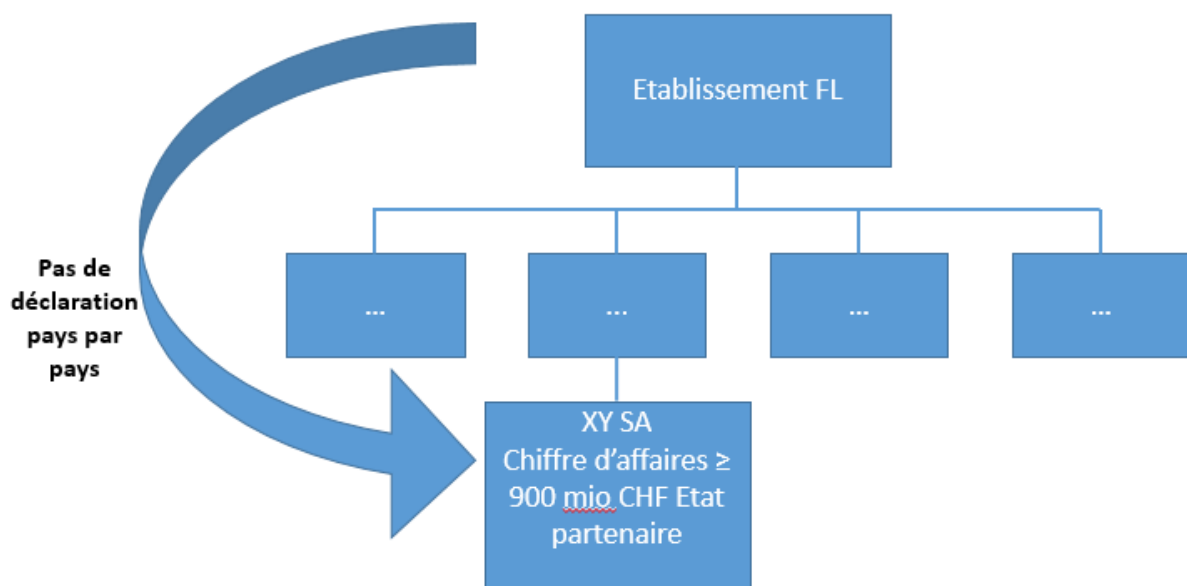 Etablissement FL
Pas de
déclaration
pays par
pays
...
...
...
...
XY SA
Chiffre d'affaires ≥
900 mio CHF Etat
partenaire